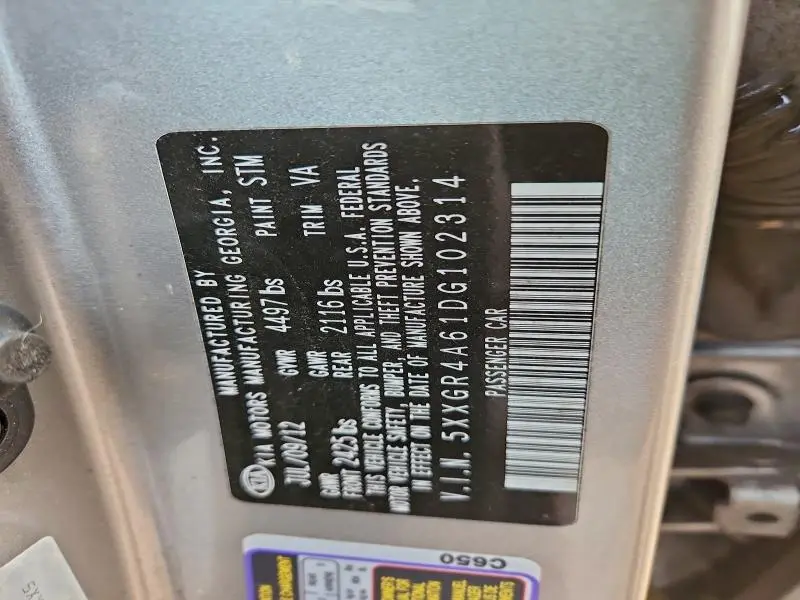 MANUFACTURED BY
KIA KIA MOTORS MANUFACTURING GEORGIA, INC.
JUL/09/12 GVWR 4497lbs PAINT STM
GAWR FRONT 2425lbs GAWR REAR 2116lbs TRIM VA
THIS VEHICLE CONFORMS TO ALL APPLICABLE U.S.A. FEDERAL
MOTOR VEHICLE SAFETY, BUMPER, AND THEFT PREVENTION STANDARDS
IN EFFECT ON THE DATE OF MANUFACTURE SHOWN ABOVE.
V.I.N. 5XXGR4A61DG102314
PASSENGER CAR
C650